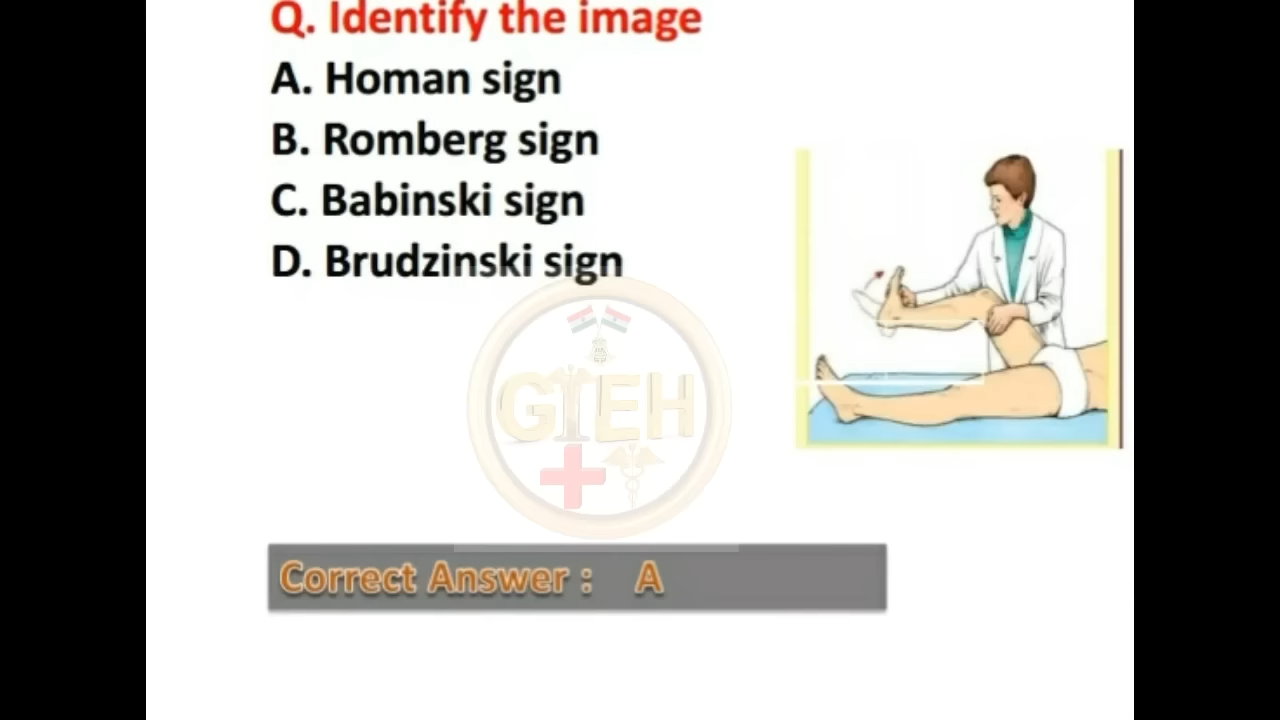 Q. Identify the image
A. Homan sign
B. Romberg sign
C. Babinski sign
D. Brudzinski sign
GTEH
Correct Answer : A